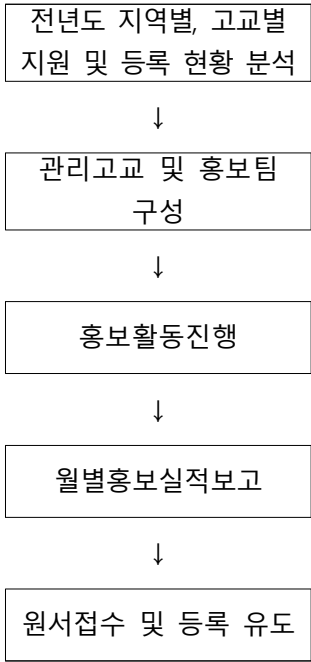 전년도 지역별, 고교별
지원 및 등록 현황 분석
↓
관리고교 및 홍보팀
구성
↓
홍보활동진행
↓
월별홍보실적보고
↓
원서접수 및 등록 유도